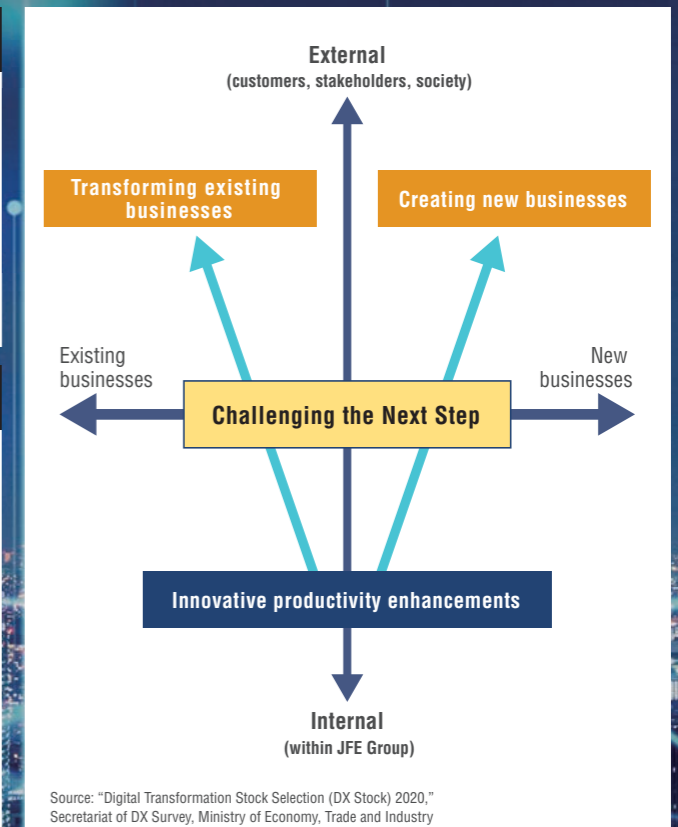 External
(customers, stakeholders, society)
Transforming existing
businesses
Creating new businesses
Existing
businesses
New
businesses
Challenging the Next Step
Innovative productivity enhancements
Internal
(within JFE Group)
Source: “Digital Transformation Stock Selection (DX Stock) 2020,”
Secretariat of DX Survey, Ministry of Economy, Trade and Industry